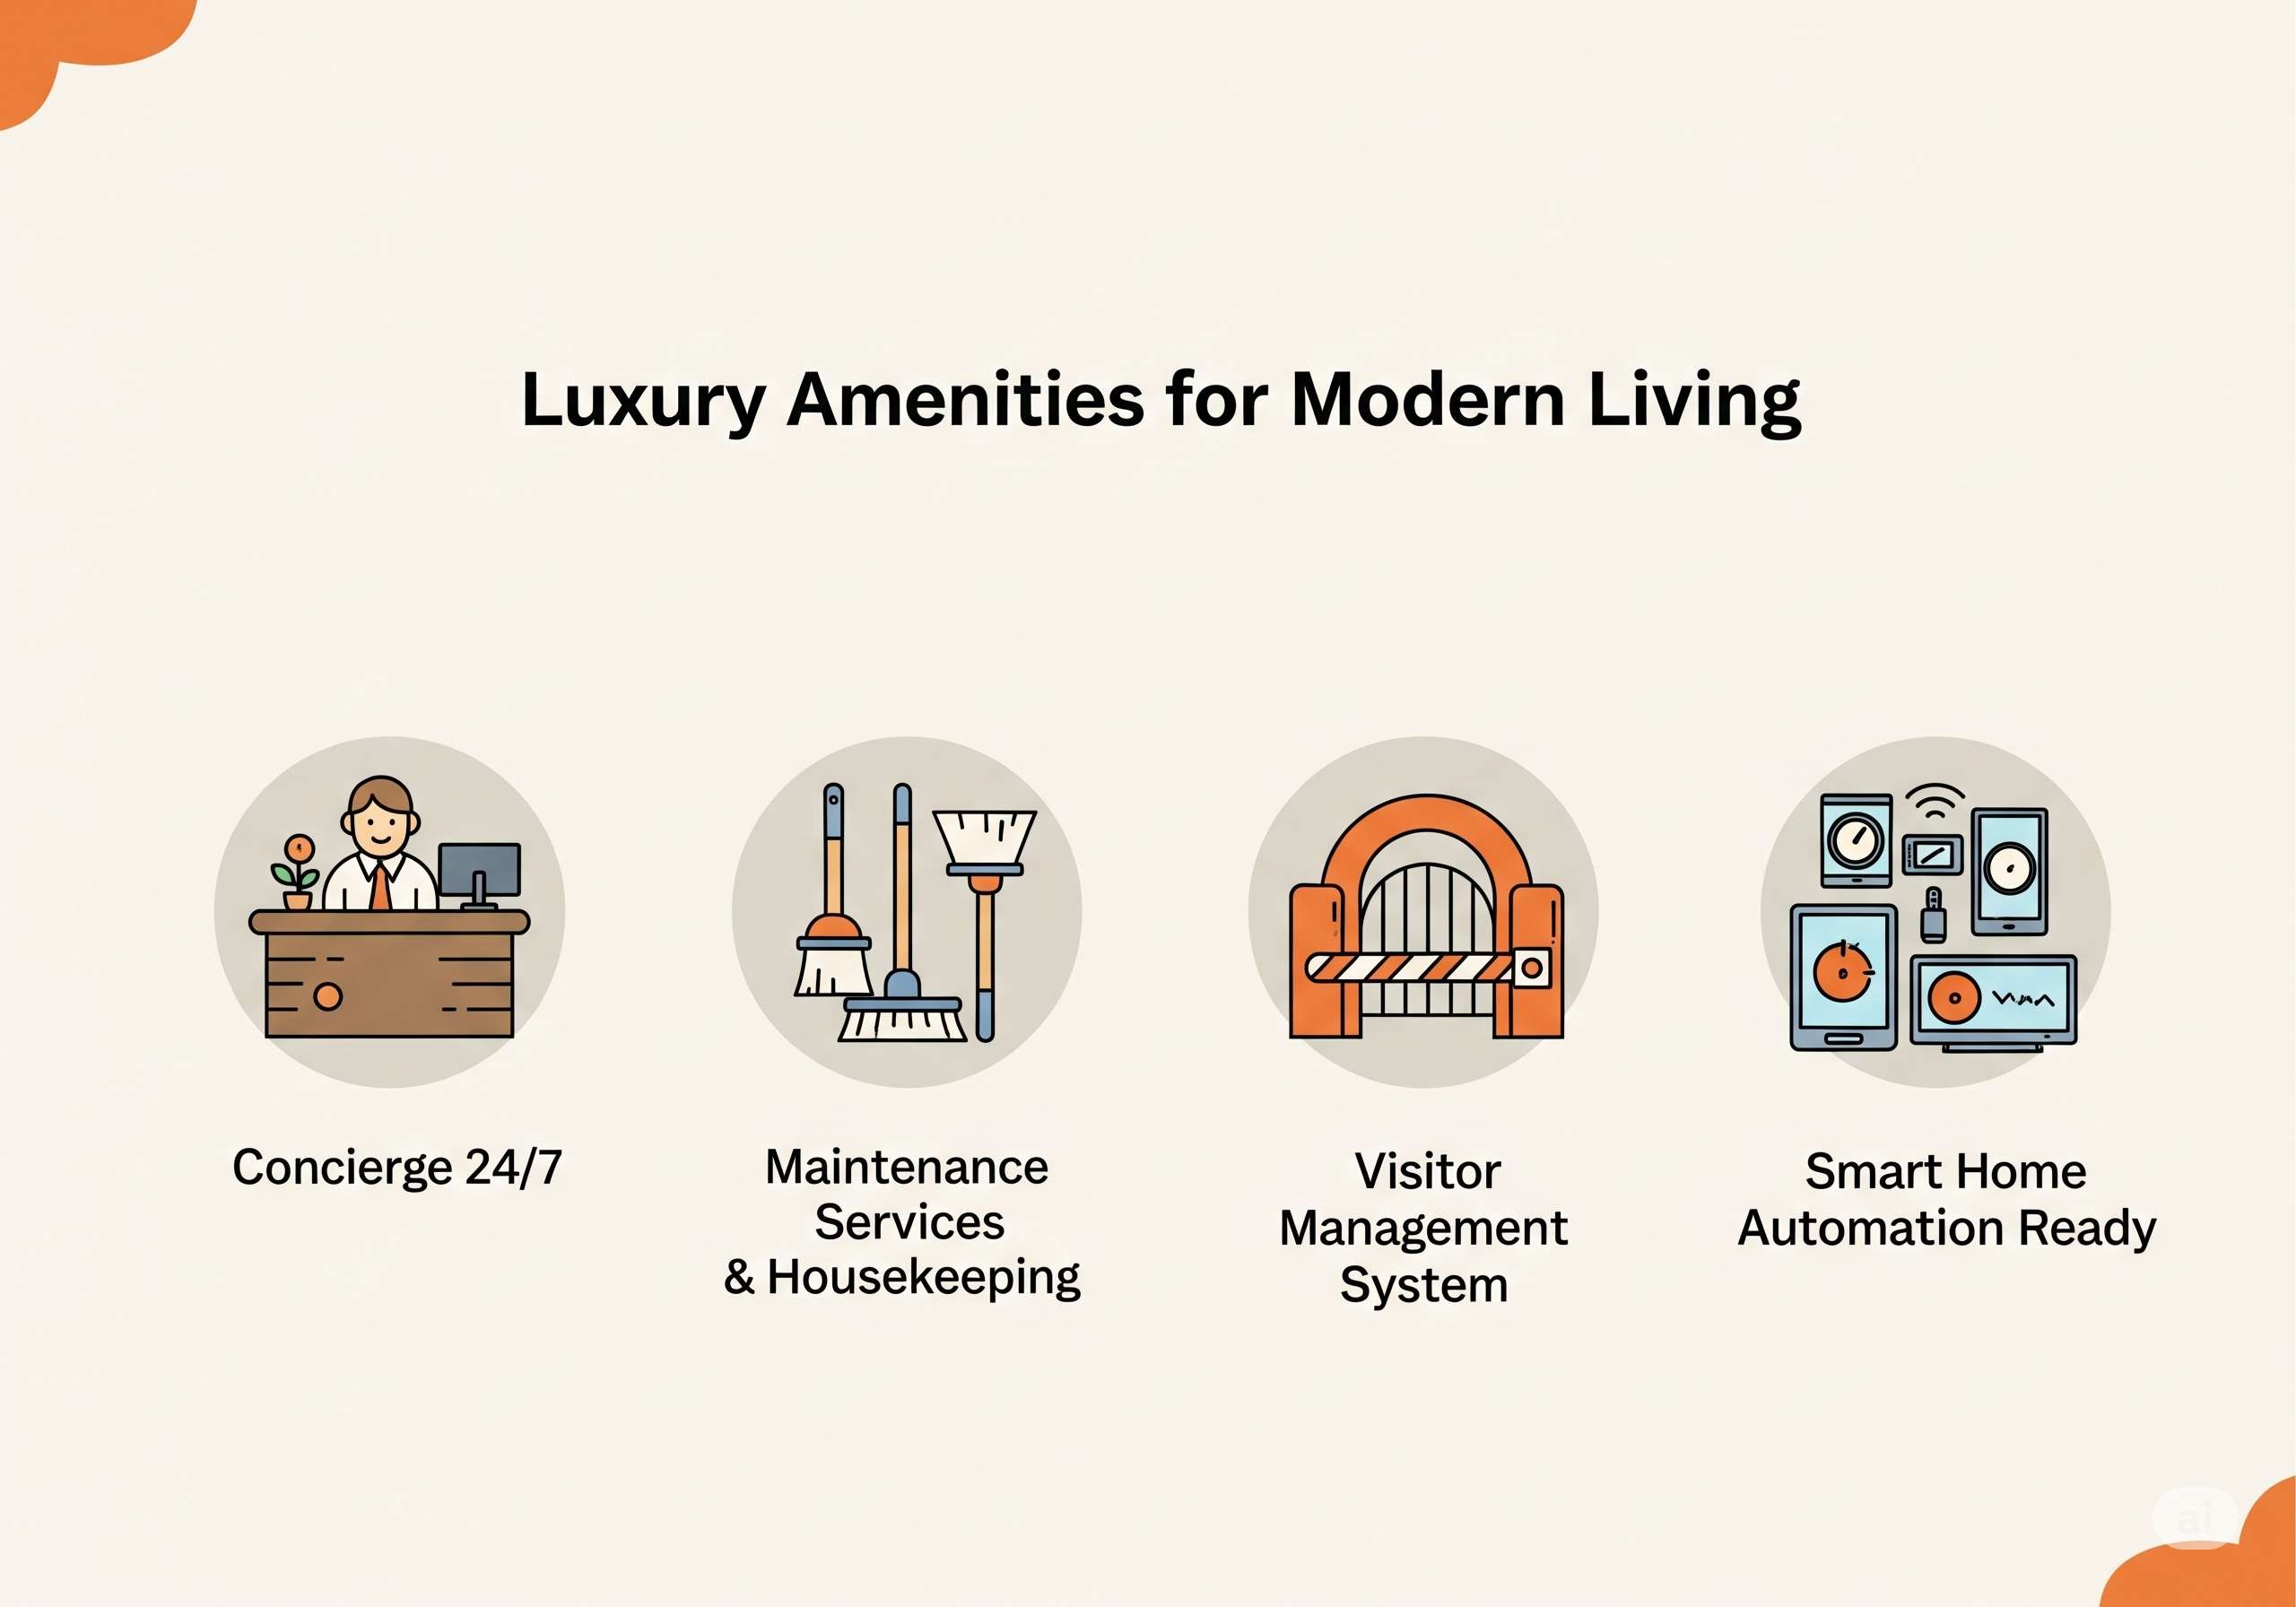 Luxury Amenities for Modern Living
Concierge 24/7
Maintenance
Services
& Housekeeping
Visitor
Management
System
Smart Home
Automation Ready
ai